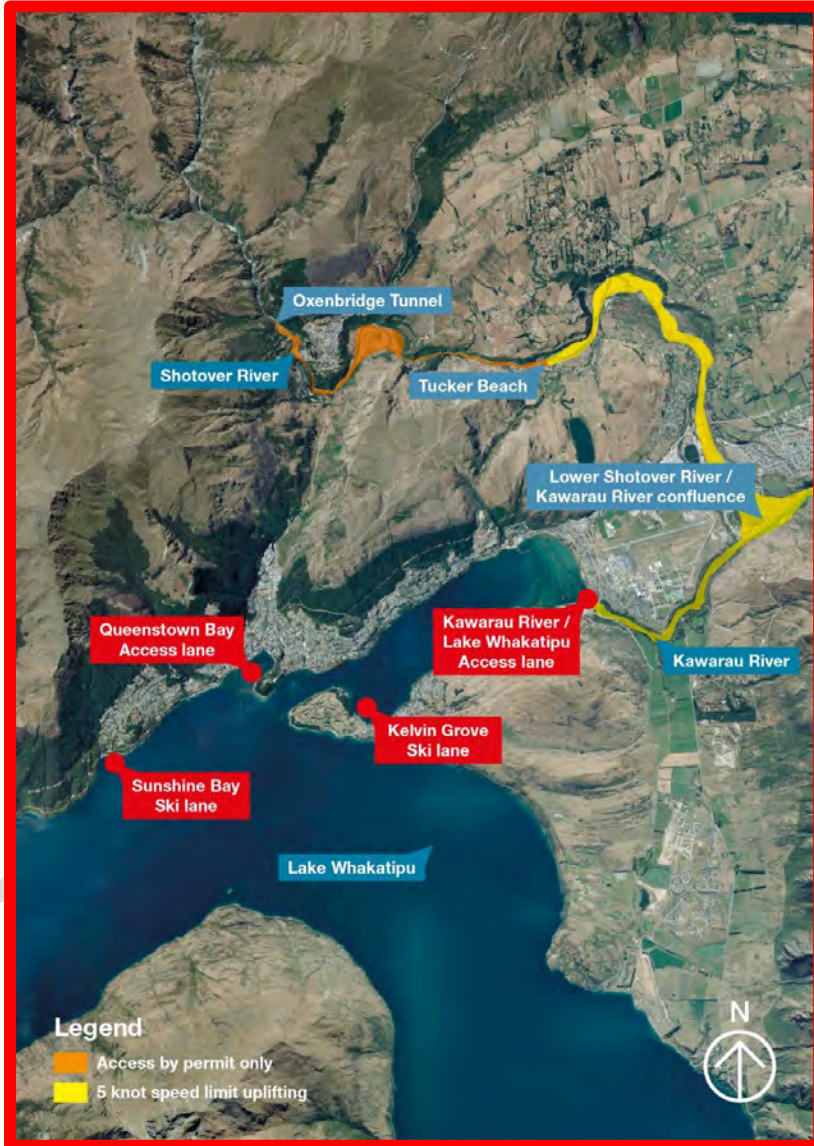 Oxenbridge Tunnel
Shotover River
Tucker Beach
Lower Shotover River /
Kawarau River confluence
Queenstown Bay
Access lane
Kawarau River /
Lake Whakatipu
Access lane
Kawarau River
Kelvin Grove
Ski lane
Sunshine Bay
Ski lane
Lake Whakatipu
Legend
Access by permit only
5 knot speed limit uplifting
N